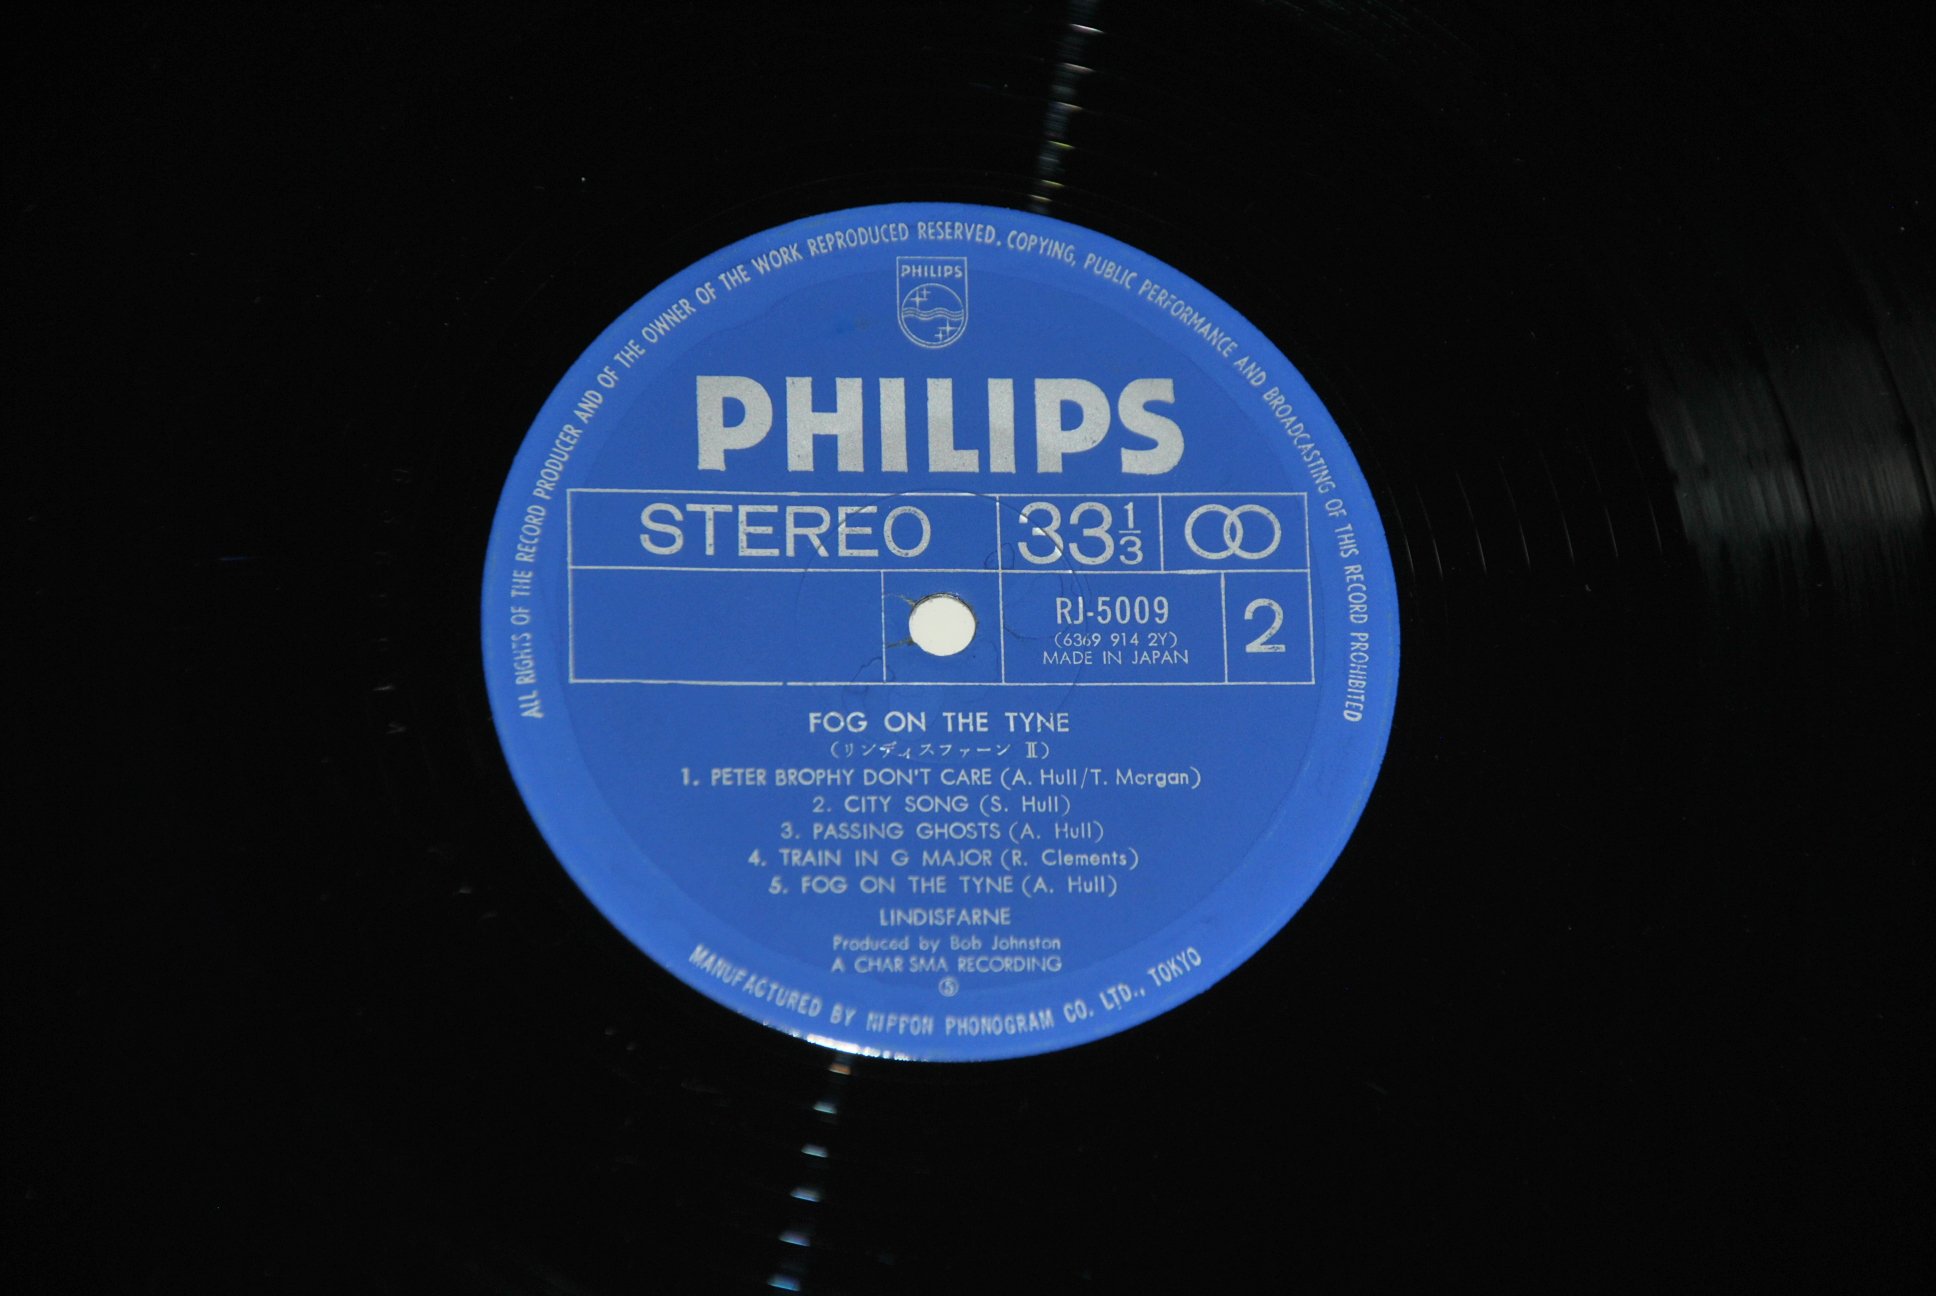 ALL RIGHTS OF THE RECORD PRODUCER AND OF THE OWNER OF THE WORK REPRODUCED RESERVED. COPYING, PUBLIC PERFORMANCE AND BROADCASTING OF THIS RECORD PROHIBITED
PHILIPS
PHILIPS
STEREO 33 1/3
RJ-5009 2
(6369 914 2Y)
MADE IN JAPAN
FOG ON THE TYNE
(リンディスファーン Ⅱ)
1. PETER BROPHY DON'T CARE (A. Hull/T. Morgan)
2. CITY SONG (S. Hull)
3. PASSING GHOSTS (A. Hull)
4. TRAIN IN G MAJOR (R. Clements)
5. FOG ON THE TYNE (A. Hull)
LINDISFARNE
Produced by Bob Johnston
A CHAR SMA RECORDING
Ⓢ
MANUFACTURED BY NIPPON PHONOGRAM CO. LTD., TOKYO